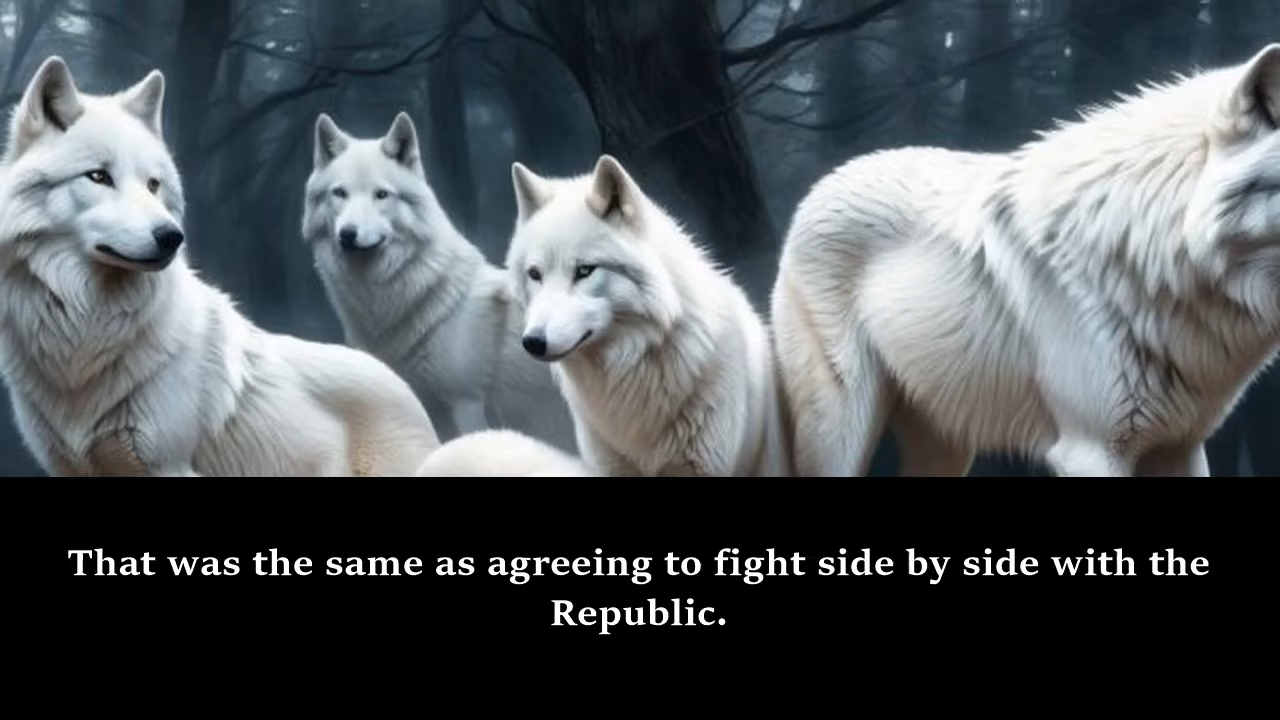 That was the same as agreeing to fight side by side with the
Republic.